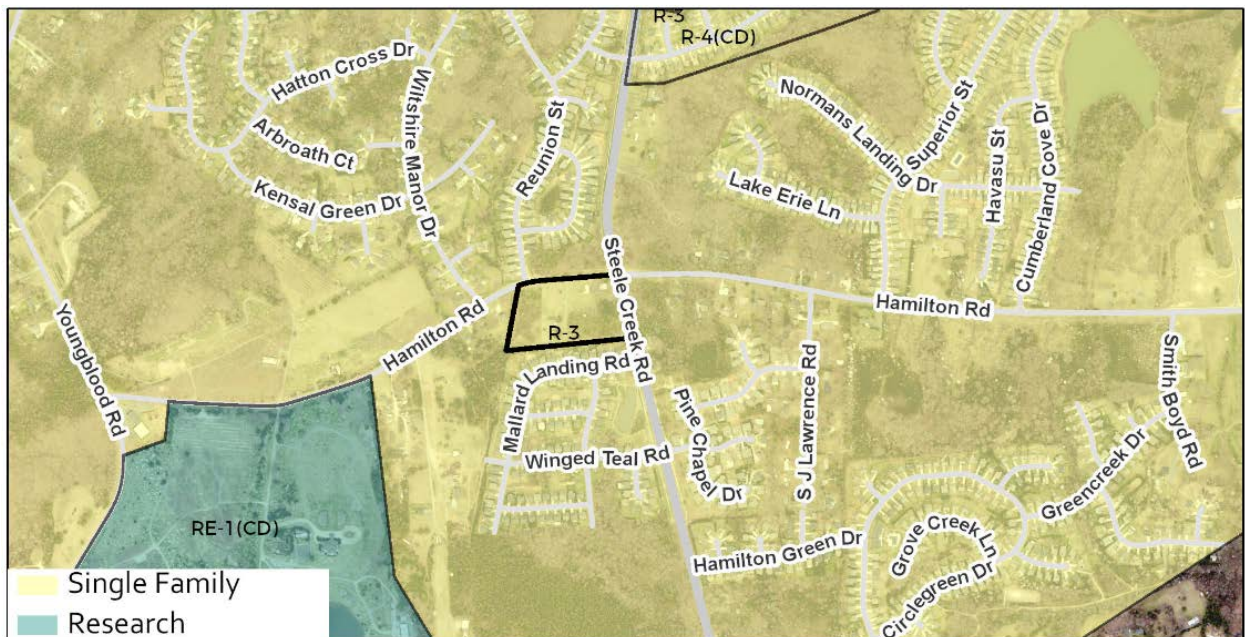 R-3
R-4(CD)
Hatton Cross Dr
Wiltshire Manor Dr
Arbroath Ct
Kensal Green Dr
Reunion St
Normans Landing Dr
Superior St
Lake Erie Ln
Havasu St
Cumberland Cove Dr
Steele Creek Rd
Hamilton Rd
Hamilton Rd
R-3
Youngblood Rd
Mallard Landing Rd
Winged Teal Rd
Pine Chapel Dr
S J Lawrence Rd
Smith Boyd Rd
Greencreek Dr
Hamilton Green Dr
Grove Creek Ln
Circlegreen Dr
RE-1(CD)
Single Family
Research